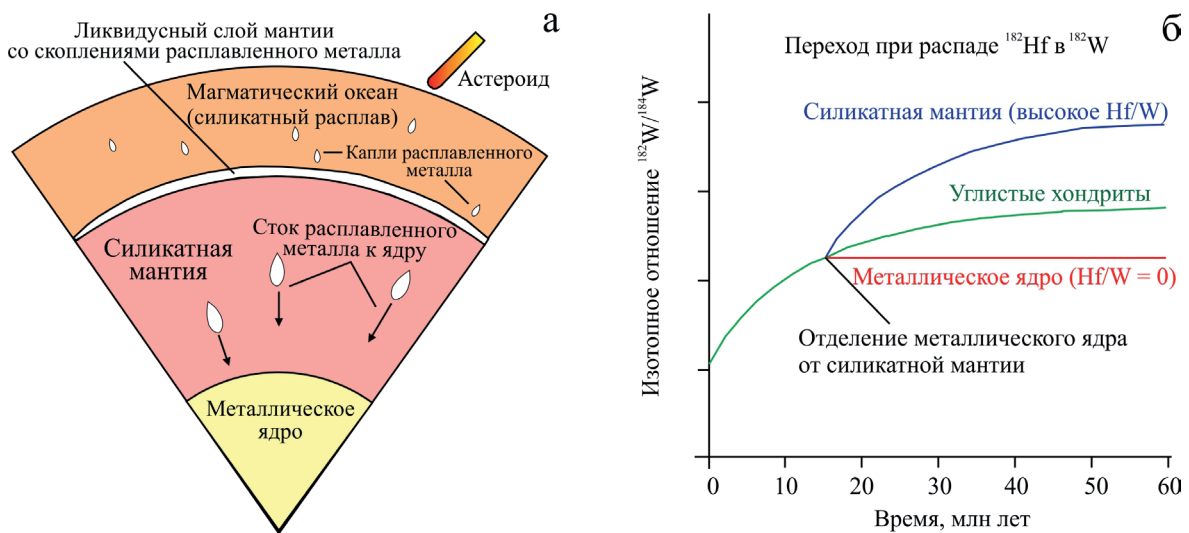 а
Ликвидусный слой мантии
со скоплениями расплавленного металла
Астероид
Магматический океан
(силикатный расплав)
Капли расплавленного
металла
Сток расплавленного
металла к ядру
Силикатная
мантия
Металлическое
ядро
б
Переход при распаде ¹⁸²Hf в ¹⁸²W
Изотопное отношение ¹⁸²W/¹⁸⁴W
Силикатная мантия (высокое Hf/W)
Углистые хондриты
Металлическое ядро (Hf/W = 0)
Отделение металлического ядра
от силикатной мантии
0 10 20 30 40 50 60
Время, млн лет